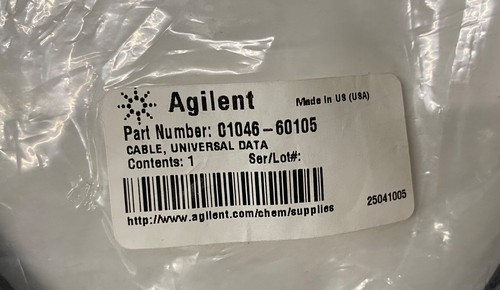 Agilent Made in US (USA)
Part Number: 01046-60105
CABLE, UNIVERSAL DATA
Contents: 1 Ser/Lot#:
http://www.agilent.com/chem/supplies
25041005